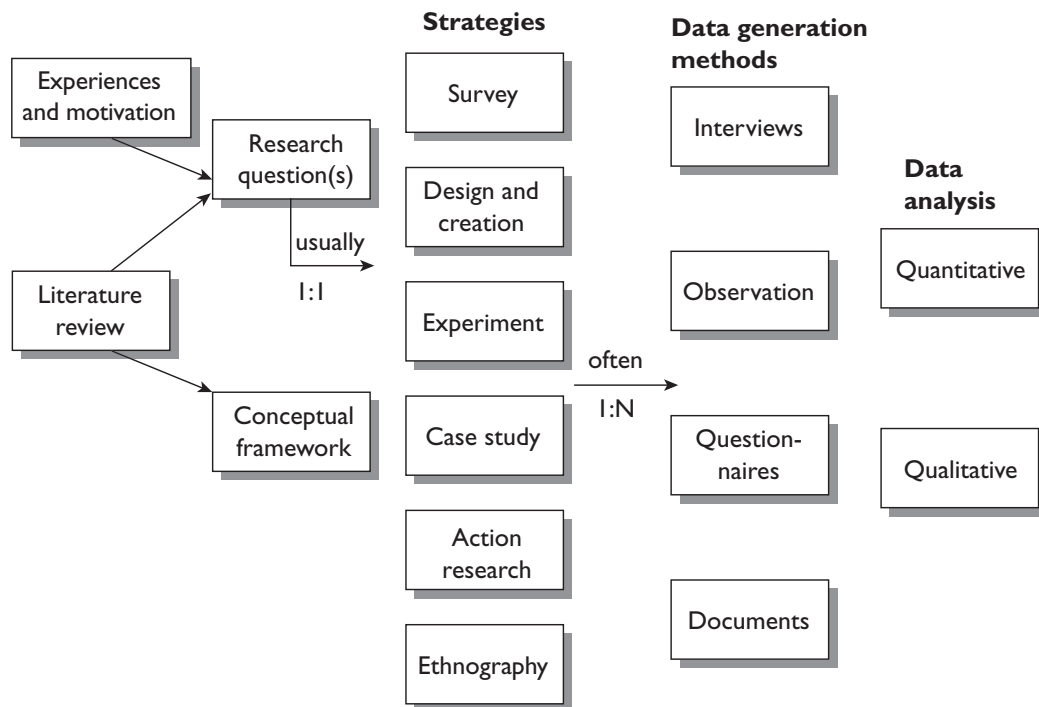 Experiences
and motivation
Literature
review
Research
question(s)
usually
1:1
Conceptual
framework
Strategies
Survey
Design and
creation
Experiment
Case study
Action
research
Ethnography
often
1:N
Data generation
methods
Interviews
Observation
Question-
naires
Documents
Data
analysis
Quantitative
Qualitative